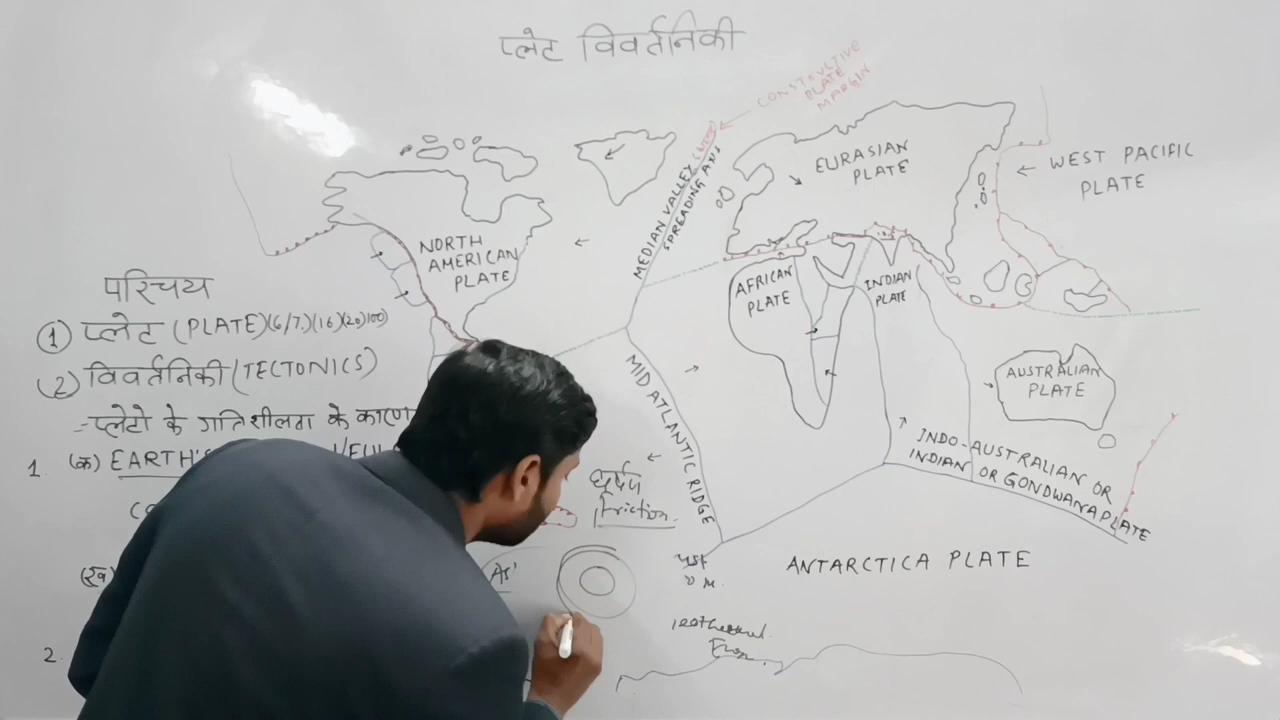 प्लेट विवर्तनिकी
CONSTUCTIVE
PLATE
MARGIN
MEDIAN VALLEY
SPREADING AXIS
EURASIAN
PLATE
WEST PACIFIC
PLATE
NORTH
AMERICAN
PLATE
AFRICAN
PLATE
INDIAN
PLATE
AUSTRALIAN
PLATE
MID ATLANTIC RIDGE
INDO-AUSTRALIAN OR
INDIAN OR GONDWANA PLATE
ANTARCTICA PLATE
परिचय
① प्लेट (PLATE)(6/7)(16)(20)(100)
② विवर्तनिकी (TECTONICS)
- प्लेटो के गतिशीलता के कारण
1. (क) EARTH'S
(ख)
2.
घर्षण
friction